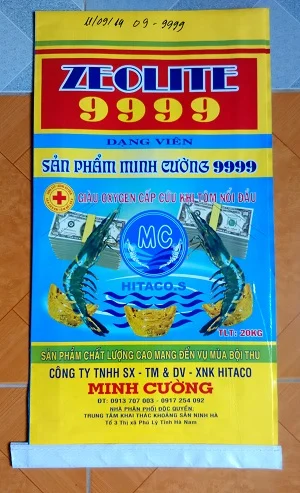 11/09/14 09 - 9999
ZEOLITE
9999
DẠNG VIÊN
SẢN PHẨM MINH CƯỜNG 9999
GIÀU OXYGEN CẤP CỨU KHI TÔM NỔI ĐẦU
MC
HITACO.S
TLT: 20KG
SẢN PHẨM CHẤT LƯỢNG CAO MANG ĐẾN VỤ MÙA BỘI THU
CÔNG TY TNHH SX - TM & DV - XNK HITACO
MINH CƯỜNG
ĐT: 0913 707 003 - 0917 254 092
NHÀ PHÂN PHỐI ĐỘC QUYỀN:
TRUNG TÂM KHAI THÁC KHOÁNG SẢN NINH HÀ
Tổ 3 Thị xã Phủ Lý Tỉnh Hà Nam